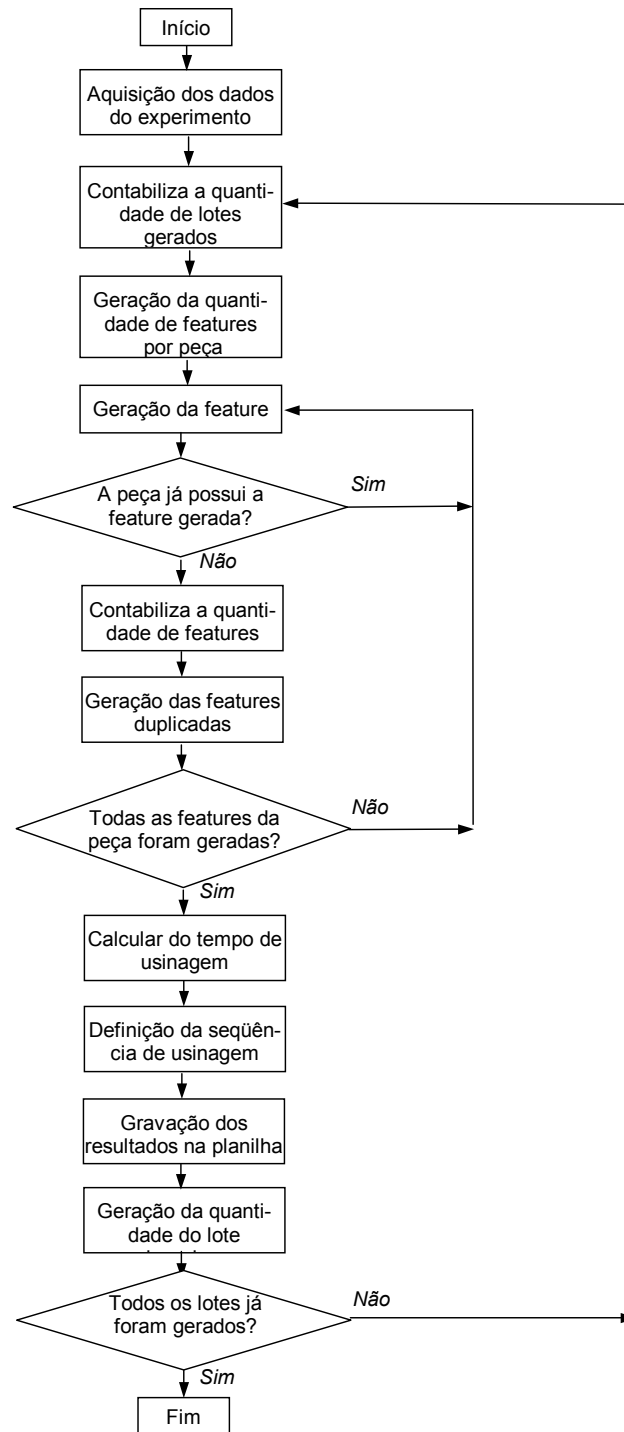 Início
Aquisição dos dados
do experimento
Contabiliza a quanti-
dade de lotes
gerados
Geração da quanti-
dade de features
por peça
Geração da feature
A peça já possui a
feature gerada?
Sim
Não
Contabiliza a quanti-
dade de features
Geração das features
duplicadas
Todas as features da
peça foram geradas?
Não
Sim
Calcular do tempo de
usinagem
Definição da seqüên-
cia de usinagem
Gravação dos
resultados na planilha
Geração da quanti-
dade do lote
Todos os lotes já
foram gerados?
Não
Sim
Fim